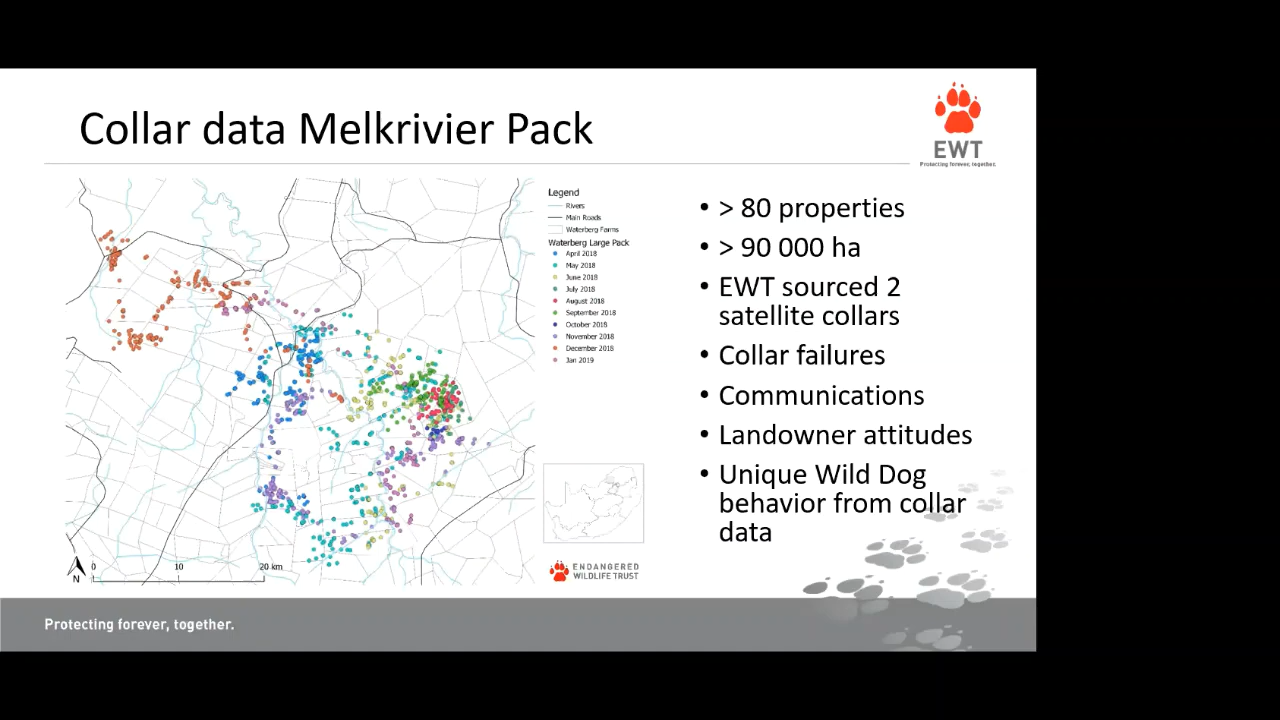 Collar data Melkrivier Pack
EWT
Protecting forever, together.
Legend
Rivers
Main Roads
Waterberg Farms
Waterberg Large Pack
April 2018
May 2018
June 2018
July 2018
August 2018
September 2018
October 2018
November 2018
December 2018
Jan 2019
N
0 10 20 km
ENDANGERED
WILDLIFE TRUST
• > 80 properties
• > 90 000 ha
• EWT sourced 2
satellite collars
• Collar failures
• Communications
• Landowner attitudes
• Unique Wild Dog
behavior from collar
data
Protecting forever, together.